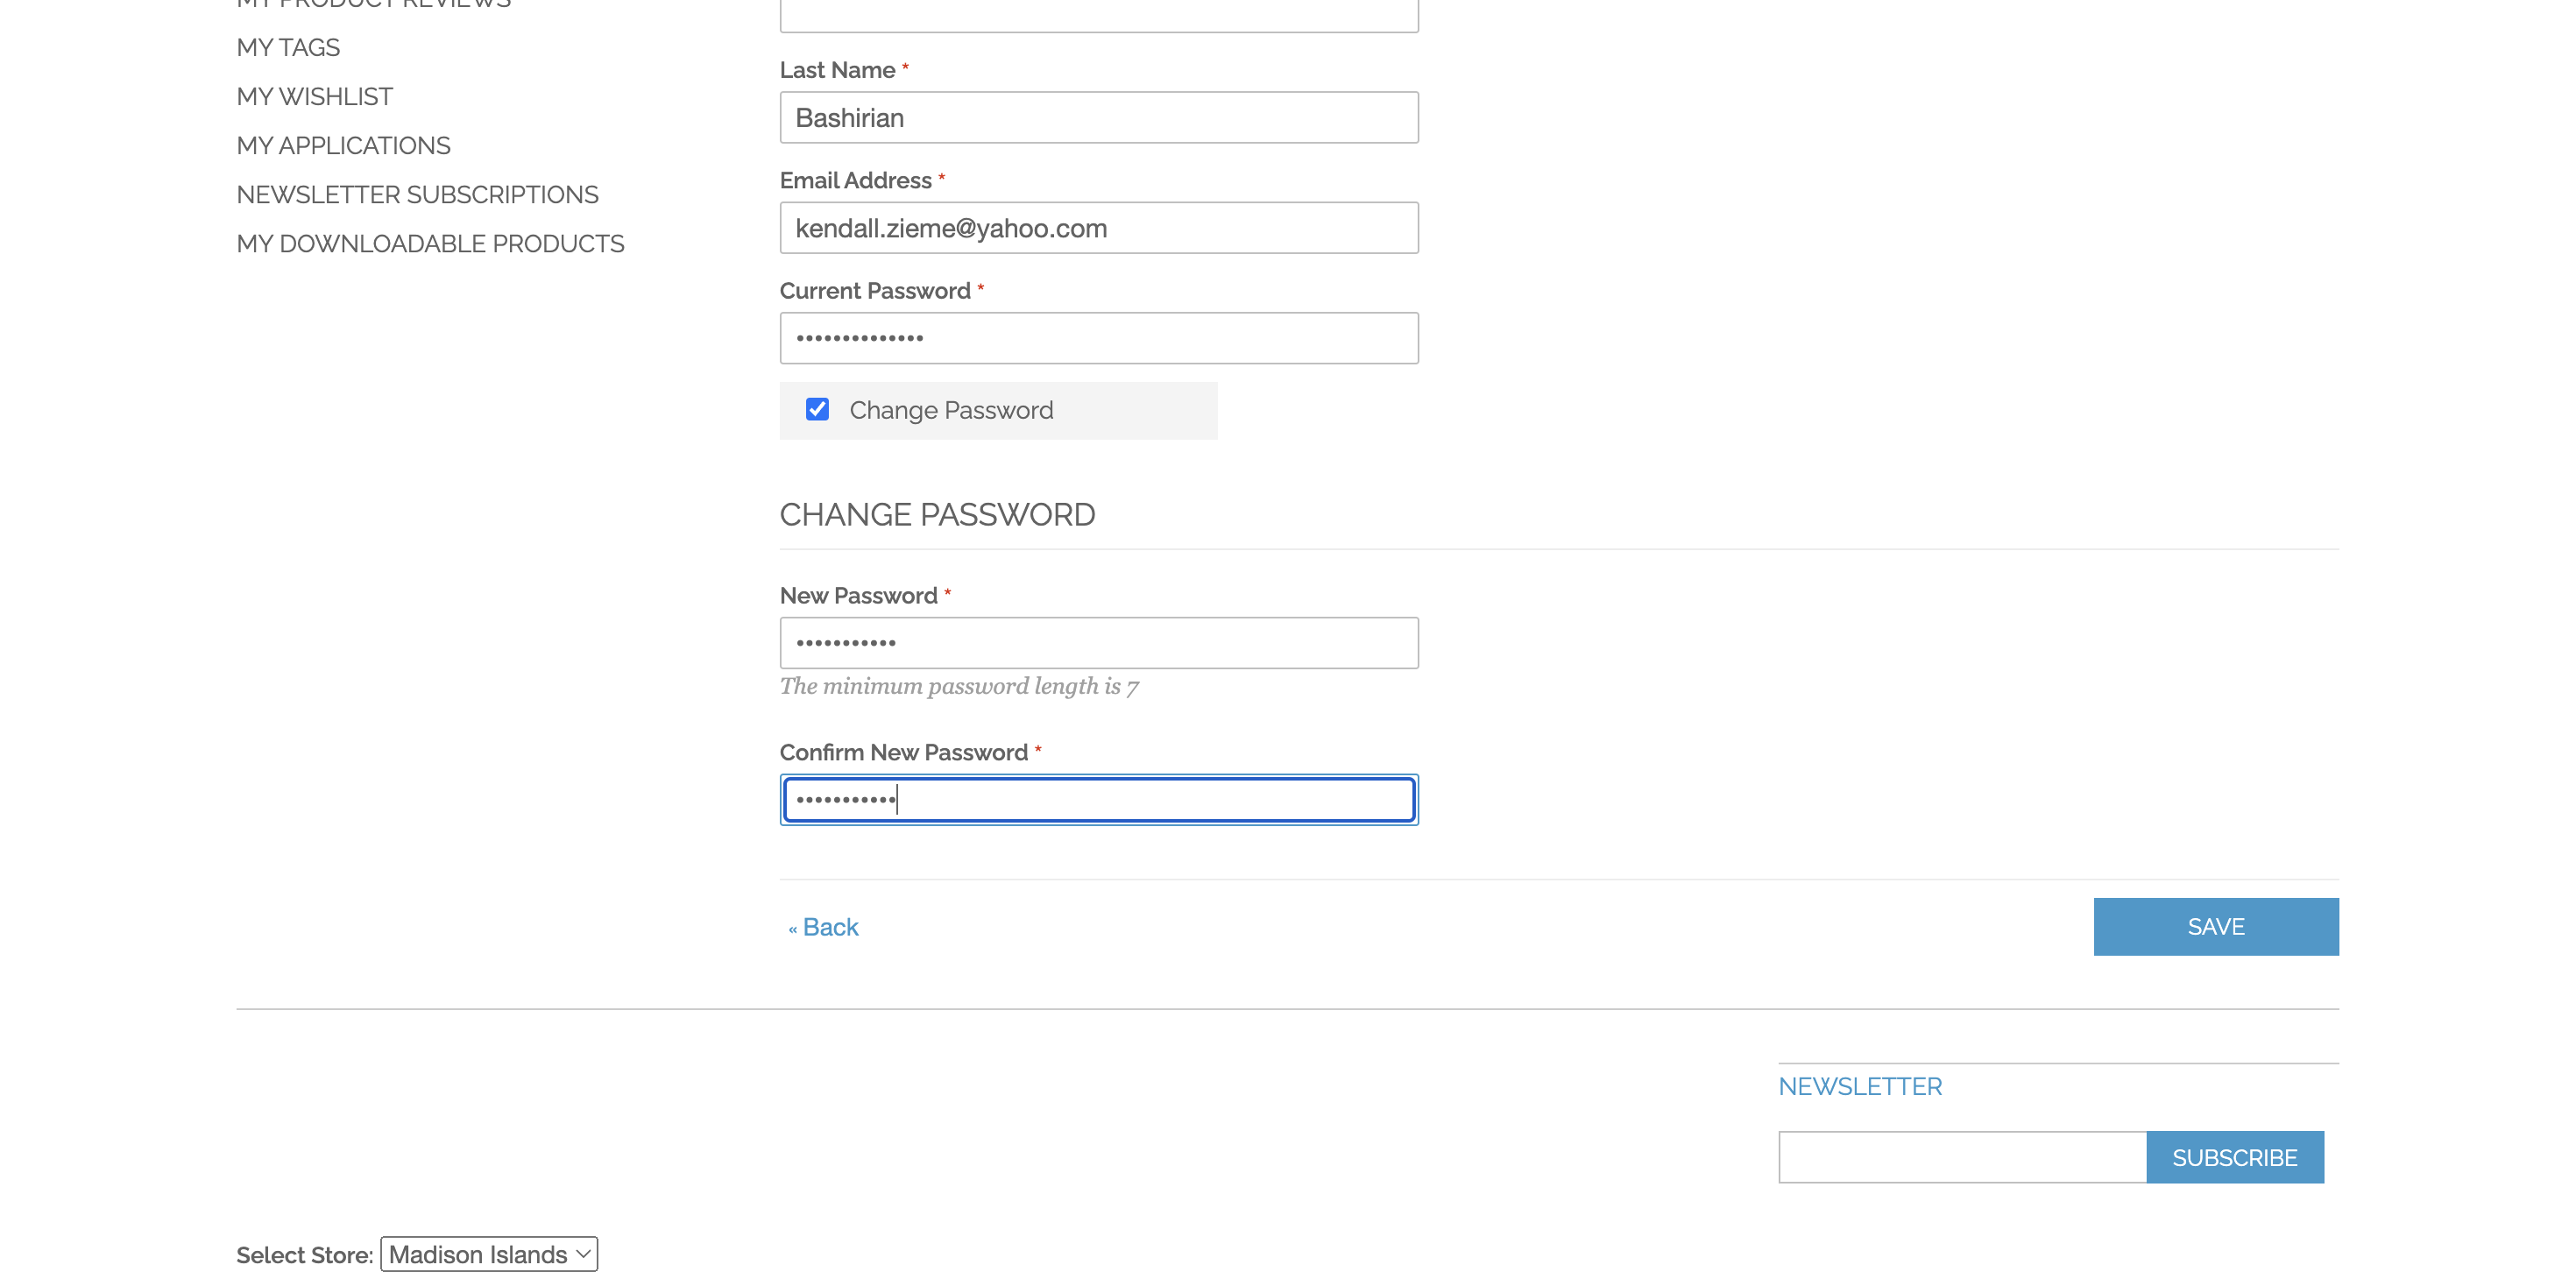 MY PRODUCT REVIEWS
MY TAGS
MY WISHLIST
MY APPLICATIONS
NEWSLETTER SUBSCRIPTIONS
MY DOWNLOADABLE PRODUCTS
Last Name *
Bashirian
Email Address *
kendall.zieme@yahoo.com
Current Password *
••••••••••••••
Change Password
CHANGE PASSWORD
New Password *
•••••••••••
The minimum password length is 7
Confirm New Password *
•••••••••••
« Back
SAVE
NEWSLETTER
SUBSCRIBE
Select Store: Madison Islands